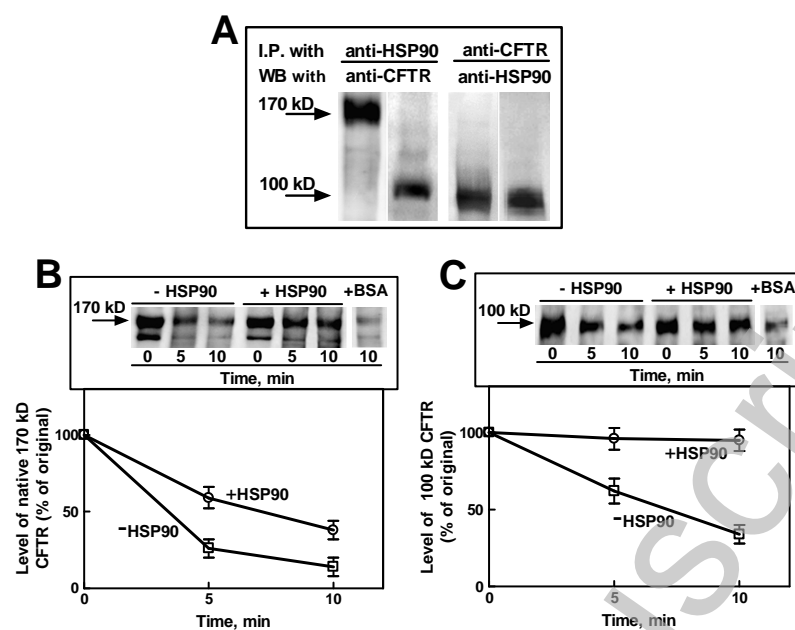 A
I.P. with anti-HSP90 anti-CFTR
WB with anti-CFTR anti-HSP90
170 kD
100 kD
B
- HSP90 + HSP90 +BSA
170 kD
0 5 10 0 5 10 10
Time, min
Level of native 170 kD
CFTR (% of original)
100
50
0
+HSP90
−HSP90
0 5 10
Time, min
C
- HSP90 + HSP90 +BSA
100 kD
0 5 10 0 5 10 10
Time, min
Level of 100 kD CFTR
(% of original)
100
50
0
+HSP90
−HSP90
0 5 10
Time, min